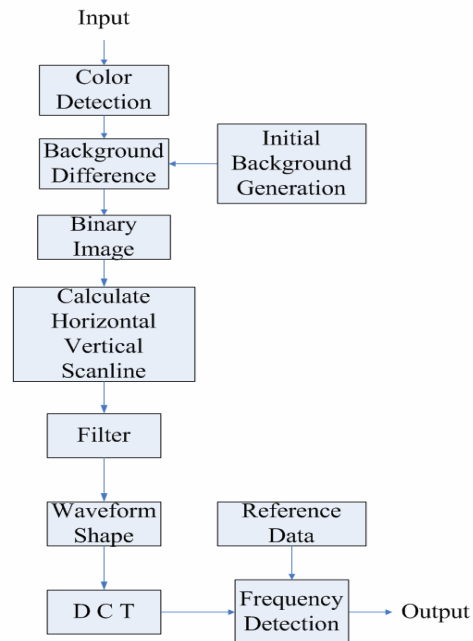 Input
Color
Detection
Background
Difference
Initial
Background
Generation
Binary
Image
Calculate
Horizontal
Vertical
Scanline
Filter
Waveform
Shape
Reference
Data
D C T
Frequency
Detection
Output